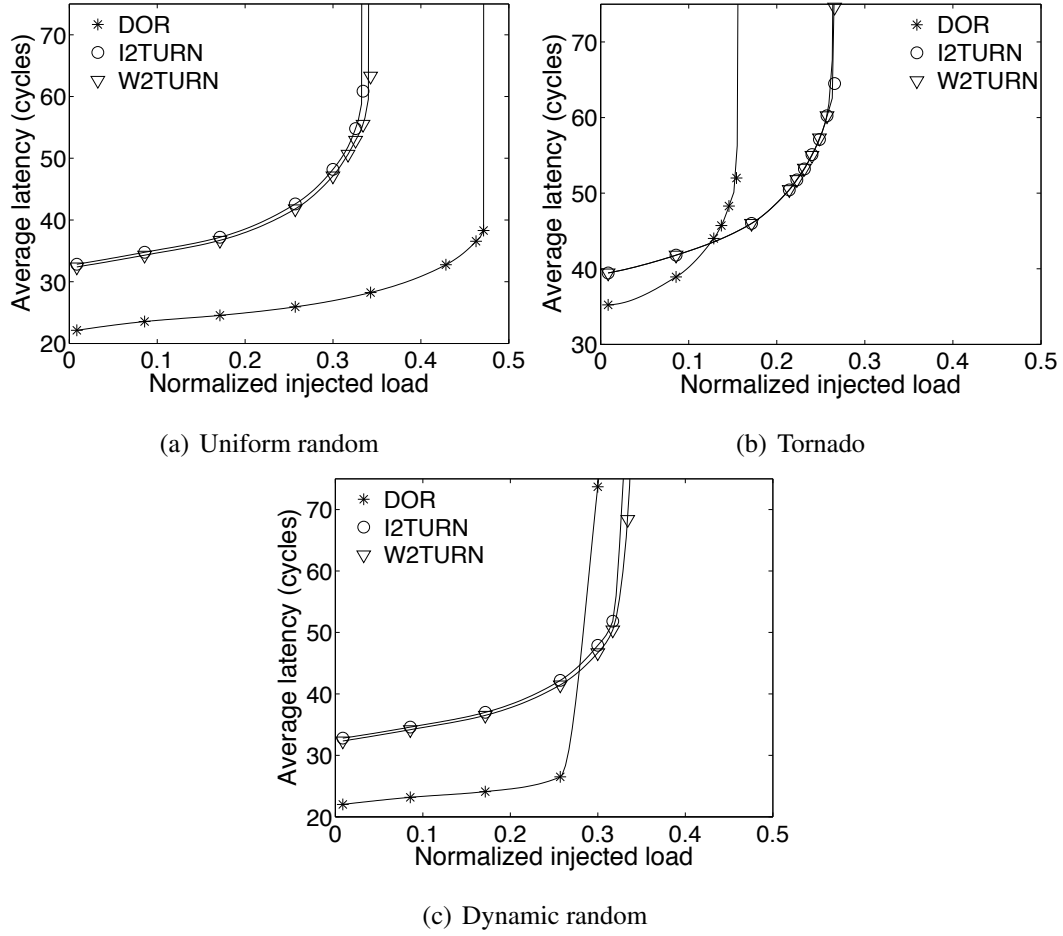 DOR
I2TURN
W2TURN
Average latency (cycles)
70
60
50
40
30
20
0
0.1
0.2
0.3
0.4
0.5
Normalized injected load
(a) Uniform random
DOR
I2TURN
W2TURN
Average latency (cycles)
70
60
50
40
30
0
0.1
0.2
0.3
0.4
0.5
Normalized injected load
(b) Tornado
DOR
I2TURN
W2TURN
Average latency (cycles)
70
60
50
40
30
20
0
0.1
0.2
0.3
0.4
0.5
Normalized injected load
(c) Dynamic random